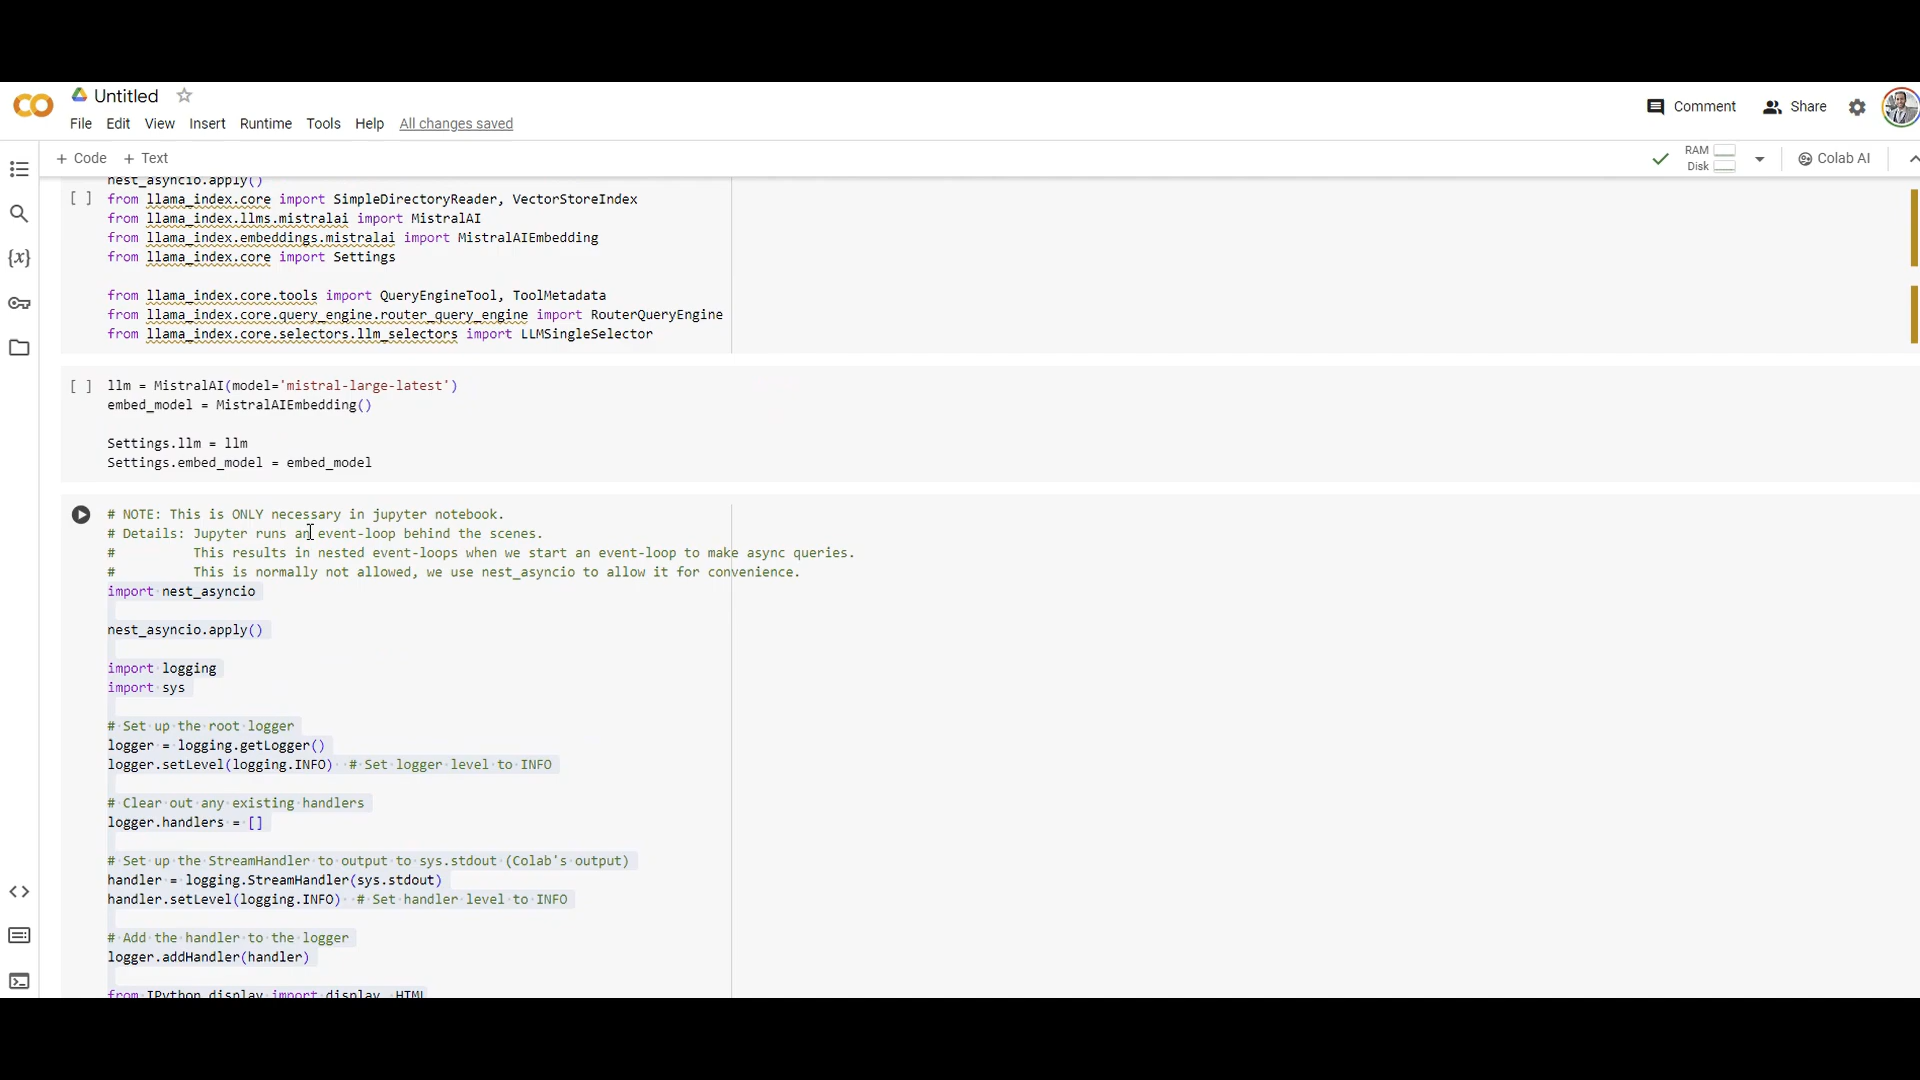 Untitled
Comment
Share
File Edit View Insert Runtime Tools Help All changes saved
+ Code + Text
RAM
Disk
Colab AI
nest_asyncio.apply()
[ ] from llama_index.core import SimpleDirectoryReader, VectorStoreIndex
from llama_index.llms.mistralai import MistralAI
from llama_index.embeddings.mistralai import MistralAIEmbedding
from llama_index.core import Settings
from llama_index.core.tools import QueryEngineTool, ToolMetadata
from llama_index.core.query_engine.router_query_engine import RouterQueryEngine
from llama_index.core.selectors.llm_selectors import LLMSingleSelector
[ ] llm = MistralAI(model='mistral-large-latest')
embed_model = MistralAIEmbedding()
Settings.llm = llm
Settings.embed_model = embed_model
# NOTE: This is ONLY necessary in jupyter notebook.
# Details: Jupyter runs an event-loop behind the scenes.
#          This results in nested event-loops when we start an event-loop to make async queries.
#          This is normally not allowed, we use nest_asyncio to allow it for convenience.
import nest_asyncio
nest_asyncio.apply()
import logging
import sys
# Set up the root logger
logger = logging.getLogger()
logger.setLevel(logging.INFO)  # Set logger level to INFO
# Clear out any existing handlers
logger.handlers = []
# Set up the StreamHandler to output to sys.stdout (Colab's output)
handler = logging.StreamHandler(sys.stdout)
handler.setLevel(logging.INFO)  # Set handler level to INFO
# Add the handler to the logger
logger.addHandler(handler)
from IPython.display import display, HTML